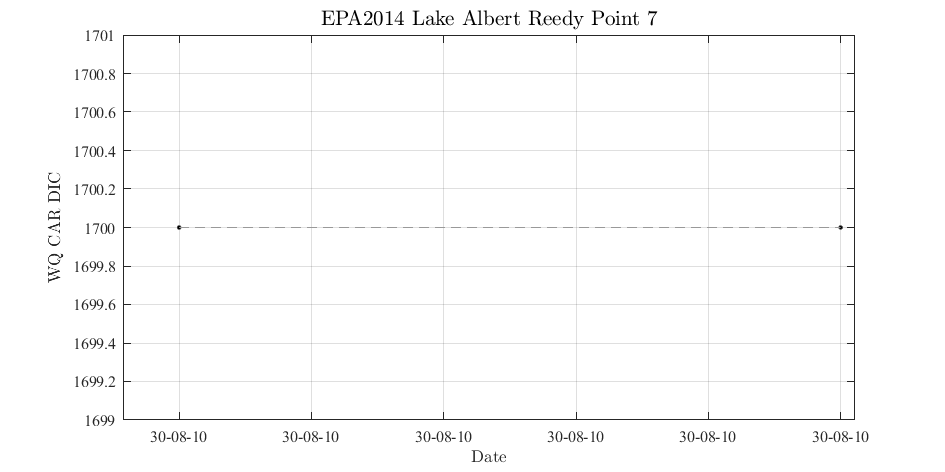 EPA2014 Lake Albert Reedy Point 7
1701
1700.8
1700.6
1700.4
1700.2
1700
1699.8
1699.6
1699.4
1699.2
1699
WQ CAR DIC
30-08-10 30-08-10 30-08-10 30-08-10 30-08-10 30-08-10
Date